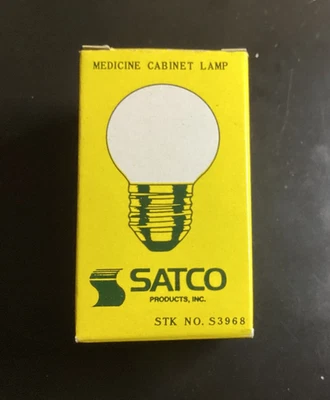 MEDICINE CABINET LAMP
SATCO
PRODUCTS, INC.
STK NO. S3968